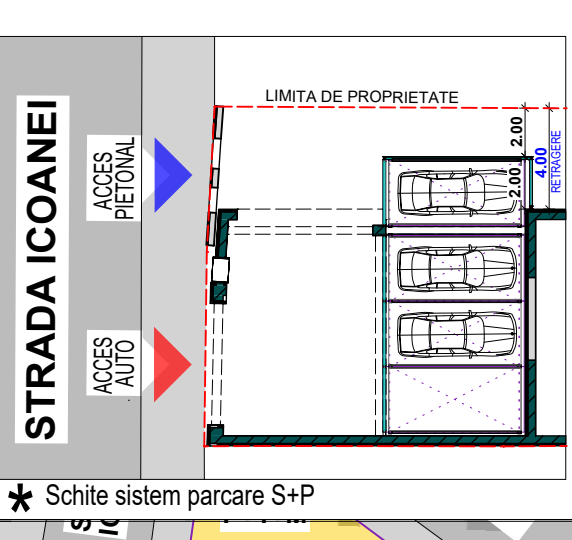 STRADA ICOANEI
ACCES
PIETONAL
ACCES
AUTO
LIMITA DE PROPRIETATE
2.00
2.00
4.00
RETRAGERE
* Schite sistem parcare S+P